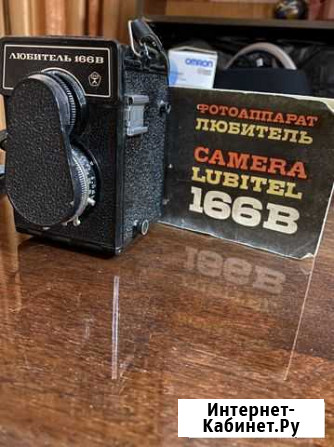 ЛЮБИТЕЛЬ 166В
OMRON
ФОТОАППАРАТ
ЛЮБИТЕЛЬ
CAMERA
LUBITEL
166B
Интернет-
Кабинет.Ру